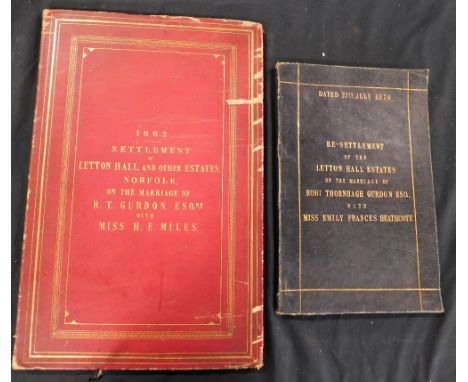 1862
SETTLEMENT
OF
LETTON HALL, AND OTHER ESTATES,
NORFOLK,
ON THE MARIAGE OF
R. T. GURDON, ESQRE
WITH
MISS H. E. MILES.
DATED 27TH JULY 1874
RE-SETTLEMENT
OF THE
LETTON HALL ESTATES
ON THE MARRIAGE OF
ROBT THORNHAGH GURDON ESQ.,
WITH
MISS EMILY FRANCES HEATHCOTE